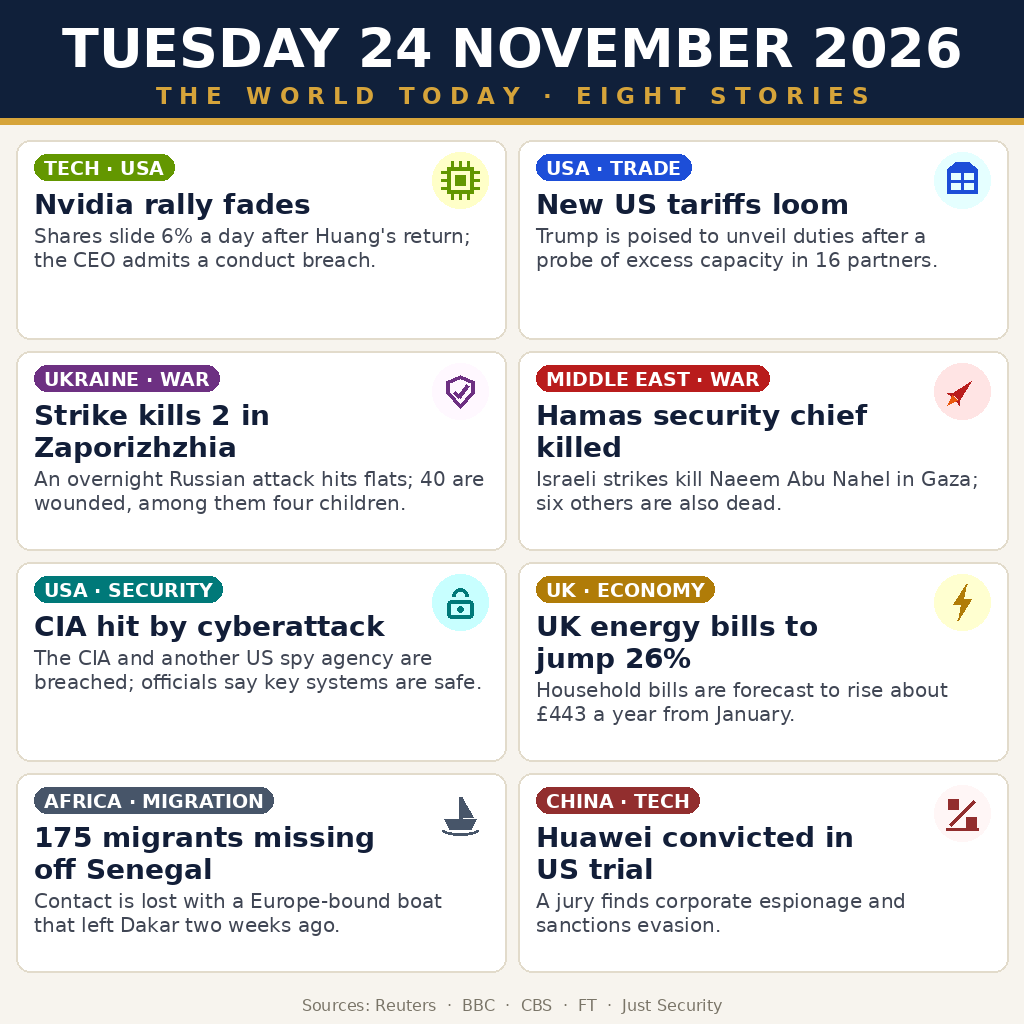 TUESDAY 24 NOVEMBER 2026
THE WORLD TODAY · EIGHT STORIES
TECH · USA
Nvidia rally fades
Shares slide 6% a day after Huang's return;
the CEO admits a conduct breach.
USA · TRADE
New US tariffs loom
Trump is poised to unveil duties after a
probe of excess capacity in 16 partners.
UKRAINE · WAR
Strike kills 2 in
Zaporizhzhia
An overnight Russian attack hits flats; 40 are
wounded, among them four children.
MIDDLE EAST · WAR
Hamas security chief
killed
Israeli strikes kill Naeem Abu Nahel in Gaza;
six others are also dead.
USA · SECURITY
CIA hit by cyberattack
The CIA and another US spy agency are
breached; officials say key systems are safe.
UK · ECONOMY
UK energy bills to
jump 26%
Household bills are forecast to rise about
£443 a year from January.
AFRICA · MIGRATION
175 migrants missing
off Senegal
Contact is lost with a Europe-bound boat
that left Dakar two weeks ago.
CHINA · TECH
Huawei convicted in
US trial
A jury finds corporate espionage and
sanctions evasion.
Sources: Reuters · BBC · CBS · FT · Just Security